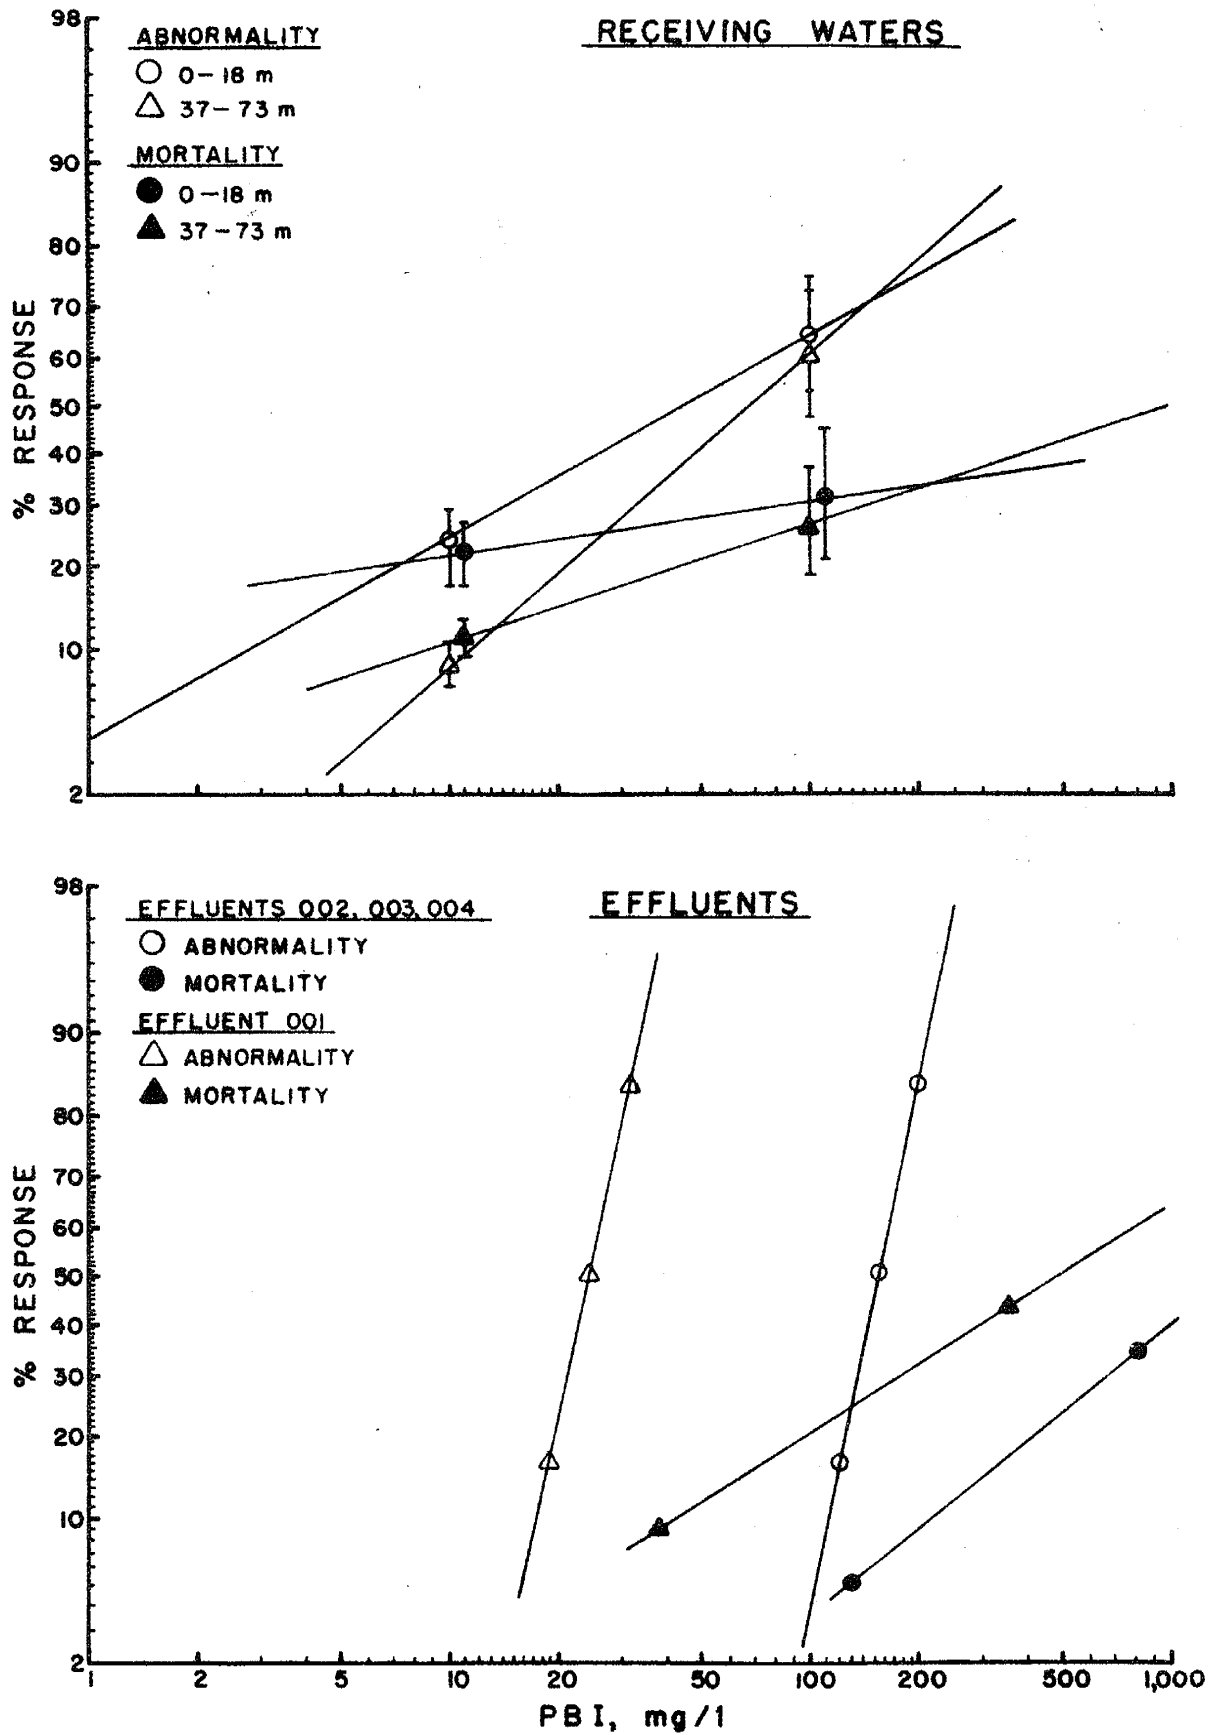 RECEIVING WATERS
ABNORMALITY
0-18 m
37-73 m
MORTALITY
0-18 m
37-73 m
98
90
80
70
60
50
40
30
20
10
2
% RESPONSE
EFFLUENTS
EFFLUENTS 002, 003, 004
ABNORMALITY
MORTALITY
EFFLUENT 001
ABNORMALITY
MORTALITY
98
90
80
70
60
50
40
30
20
10
2
% RESPONSE
1 2 5 10 20 50 100 200 500 1,000
PBI, mg/1